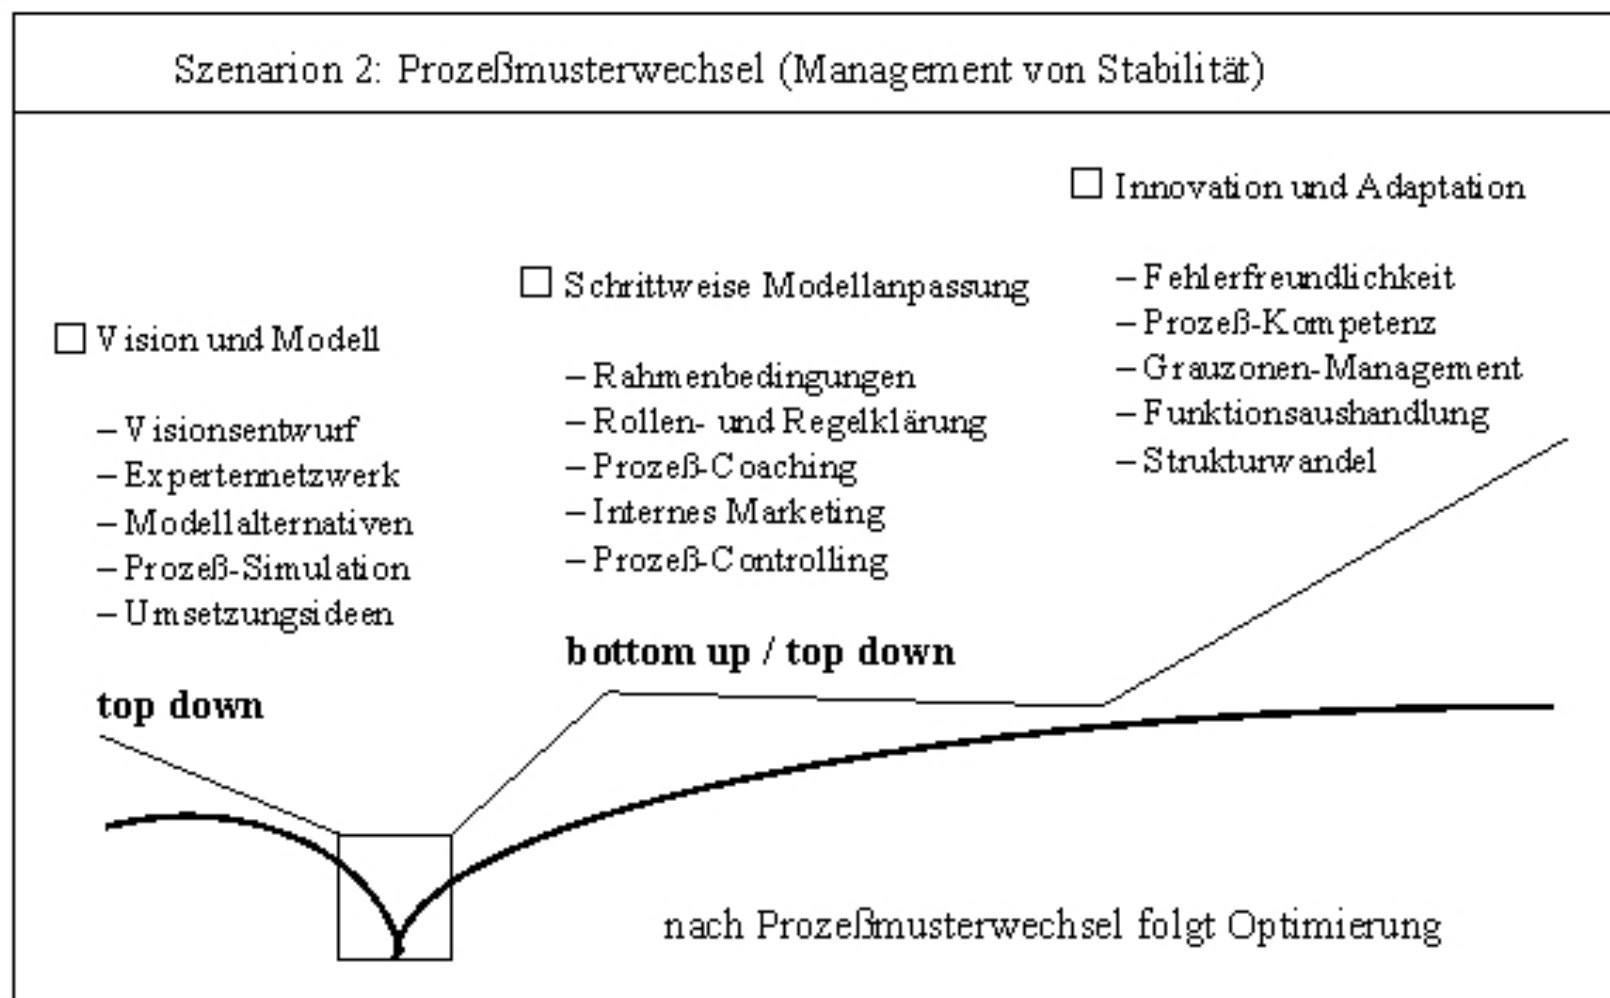 Szenarion 2: Prozeßmusterwechsel (Management von Stabilität)
Vision und Modell
– Visionsentwurf
– Expertennetzwerk
– Modellalternativen
– Prozeß-Simulation
– Umsetzungsideen
top down
Schrittweise Modellanpassung
– Rahmenbedingungen
– Rollen- und Regelklärung
– Prozeß-Coaching
– Internes Marketing
– Prozeß-Controlling
bottom up / top down
Innovation und Adaptation
– Fehlerfreundlichkeit
– Prozeß-Kompetenz
– Grauzonen-Management
– Funktionsaushandlung
– Strukturwandel
nach Prozeßmusterwechsel folgt Optimierung